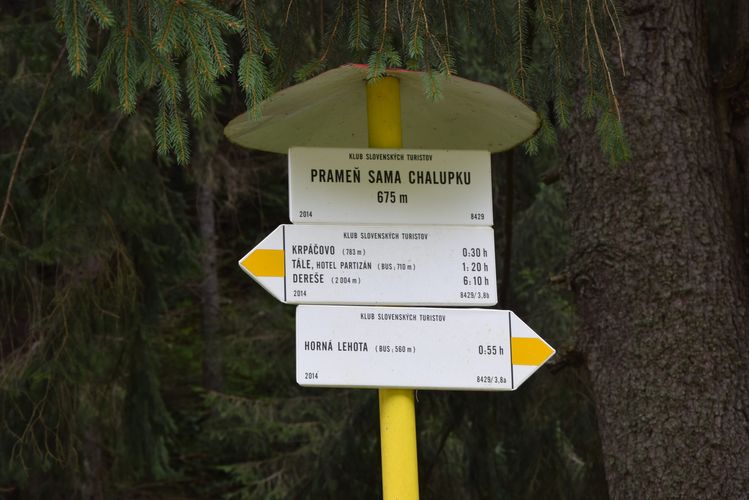 KLUB SLOVENSKÝCH TURISTOV
PRAMEŇ SAMA CHALUPKU
675 m
2014 8429
KLUB SLOVENSKÝCH TURISTOV
KRPÁČOVO (783 m) 0:30 h
TÁLE, HOTEL PARTIZÁN (BUS; 710 m) 1:20 h
DEREŠE (2 004 m) 6:10 h
2014 8429/3,8b
KLUB SLOVENSKÝCH TURISTOV
HORNÁ LEHOTA (BUS; 560 m) 0:55 h
2014 8429/3,8a